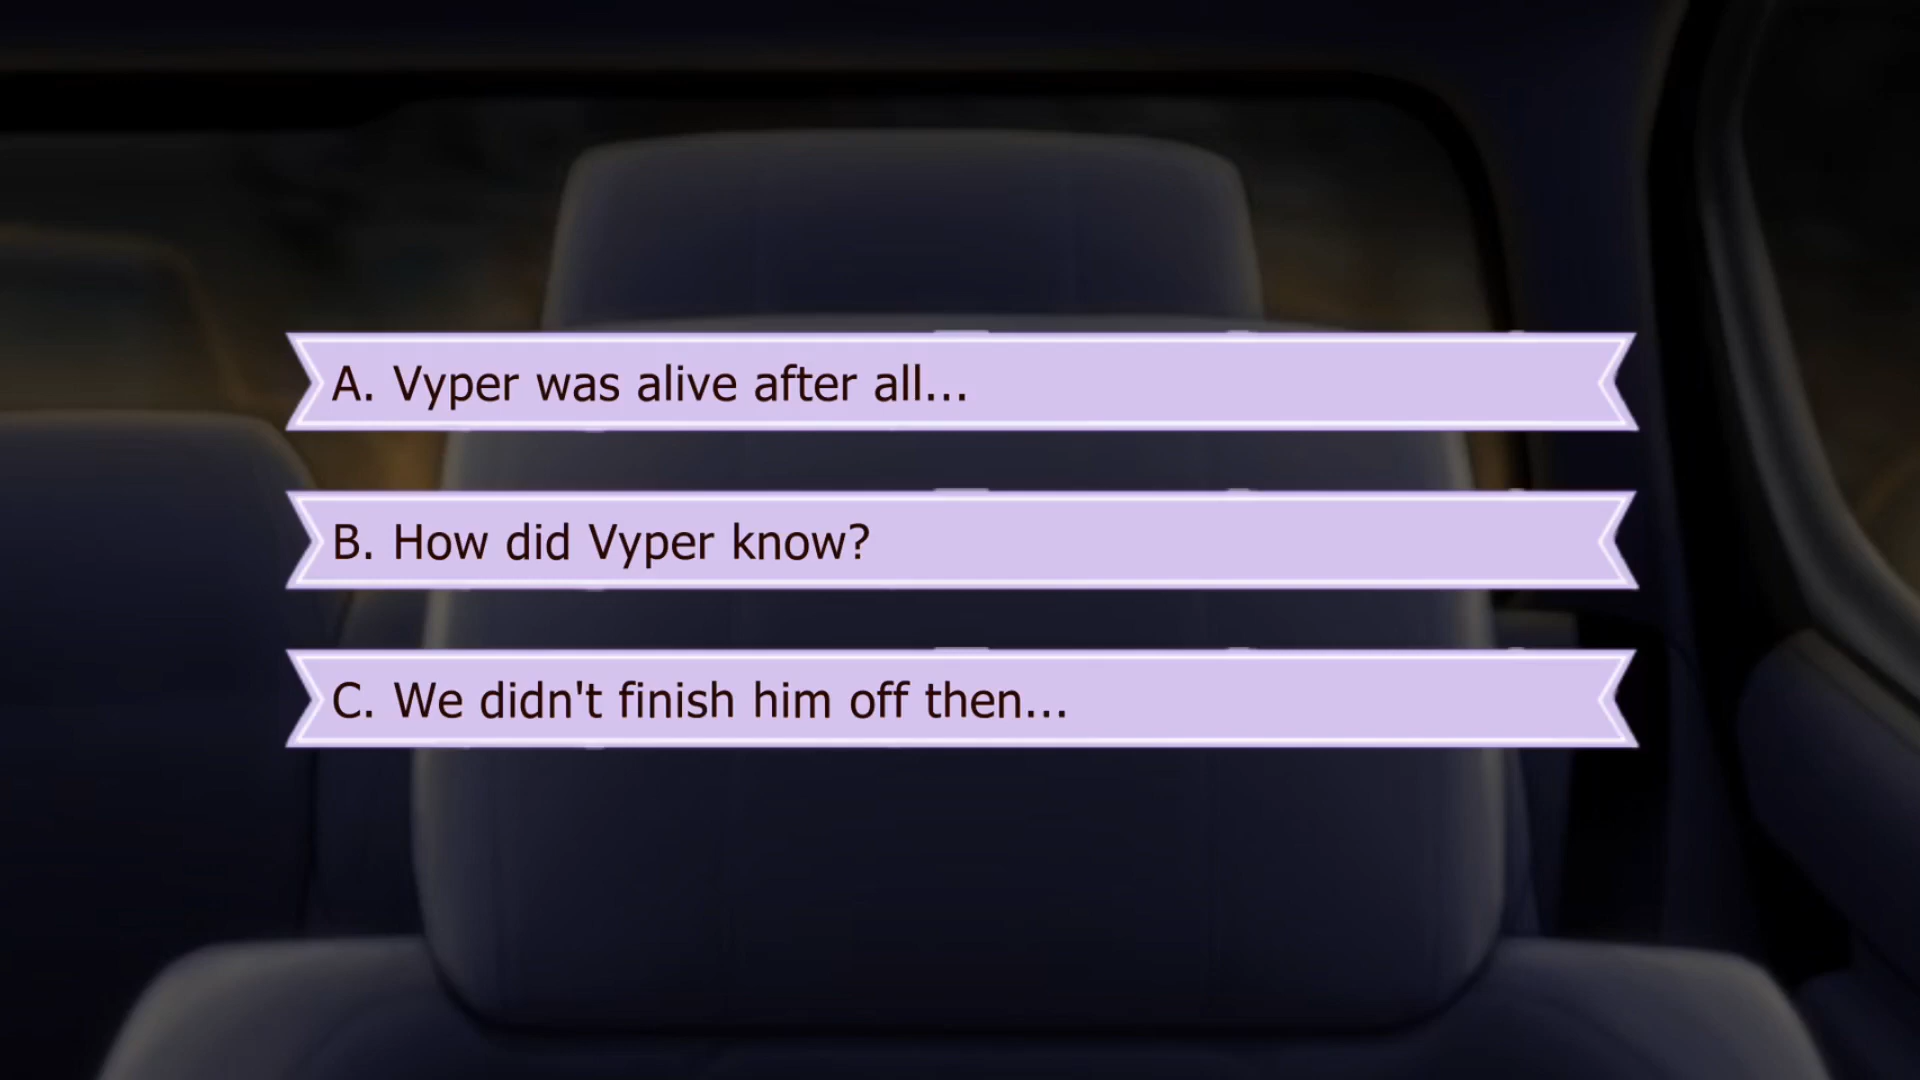 A. Vyper was alive after all...
B. How did Vyper know?
C. We didn't finish him off then...